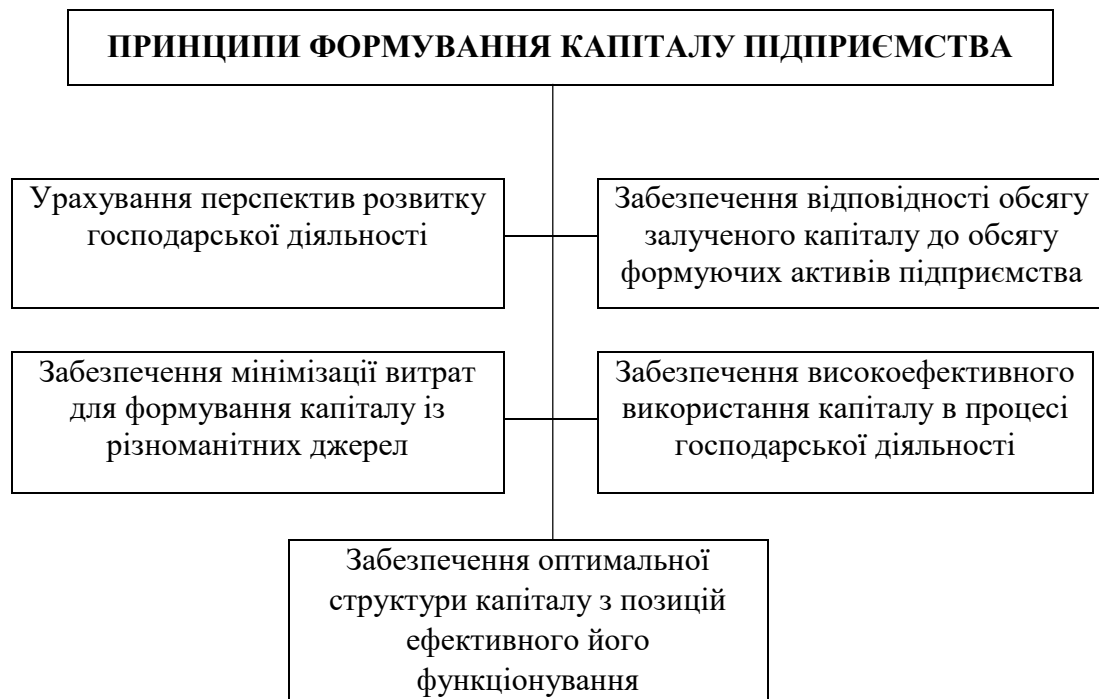 ПРИНЦИПИ ФОРМУВАННЯ КАПІТАЛУ ПІДПРИЄМСТВА
Урахування перспектив розвитку
господарської діяльності
Забезпечення відповідності обсягу
залученого капіталу до обсягу
формуючих активів підприємства
Забезпечення мінімізації витрат
для формування капіталу із
різноманітних джерел
Забезпечення високоефективного
використання капіталу в процесі
господарської діяльності
Забезпечення оптимальної
структури капіталу з позицій
ефективного його
функціонування